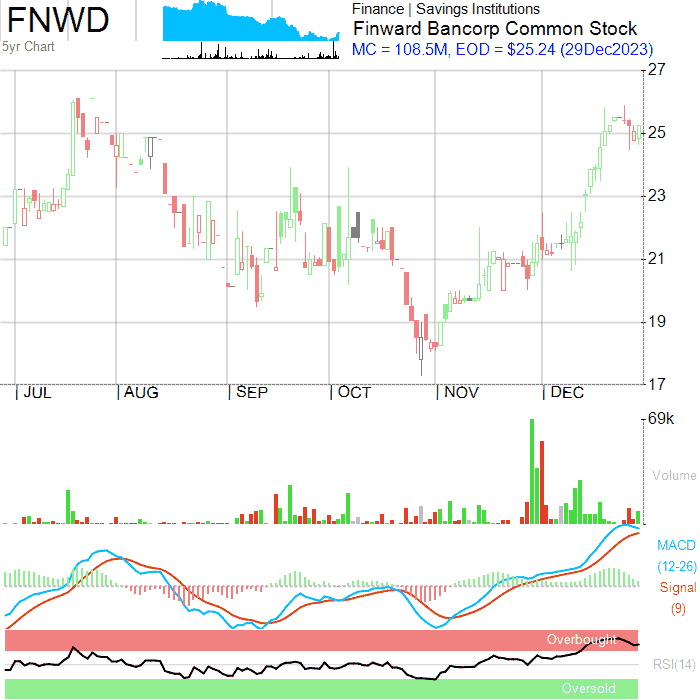 FNWD
5yr Chart
Finance | Savings Institutions
Finward Bancorp Common Stock
MC = 108.5M, EOD = $25.24 (29Dec2023)
27
25
23
21
19
17
JUL AUG SEP OCT NOV DEC
69k
Volume
MACD
(12-26)
Signal
(9)
Overbought
RSI(14)
Oversold